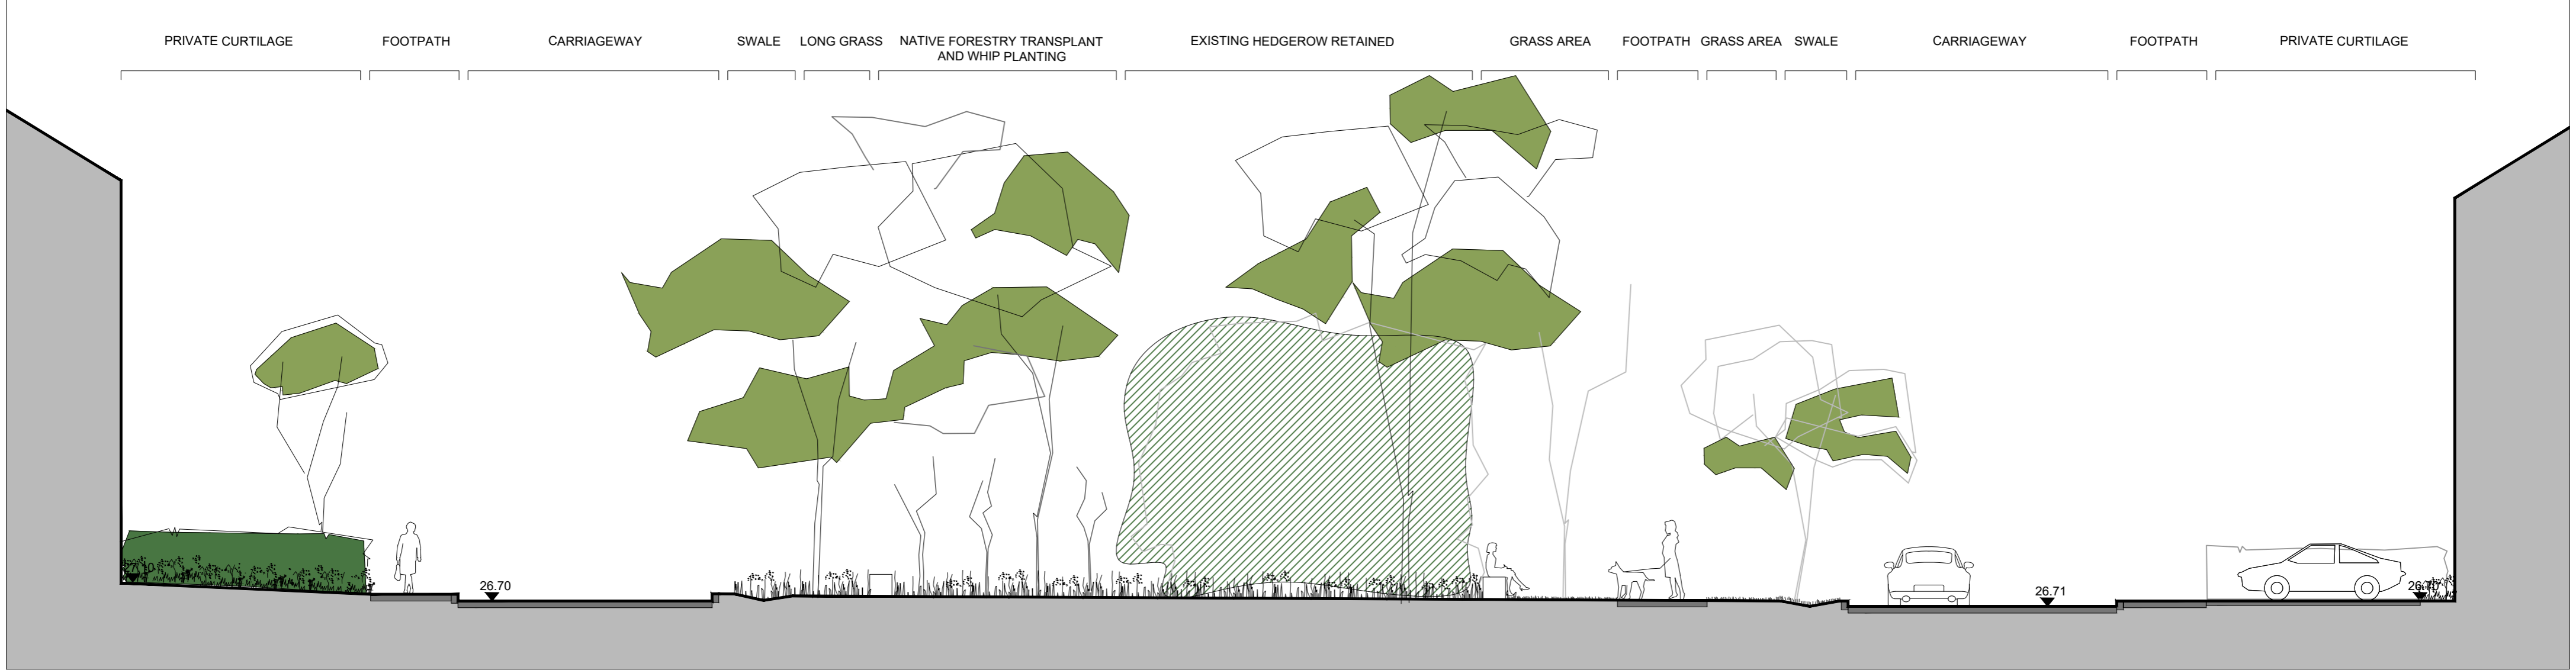 PRIVATE CURTILAGE
FOOTPATH
CARRIAGEWAY
SWALE
LONG GRASS
NATIVE FORESTRY TRANSPLANT
AND WHIP PLANTING
EXISTING HEDGEROW RETAINED
GRASS AREA
FOOTPATH
GRASS AREA
SWALE
CARRIAGEWAY
FOOTPATH
PRIVATE CURTILAGE
26.70
26.71